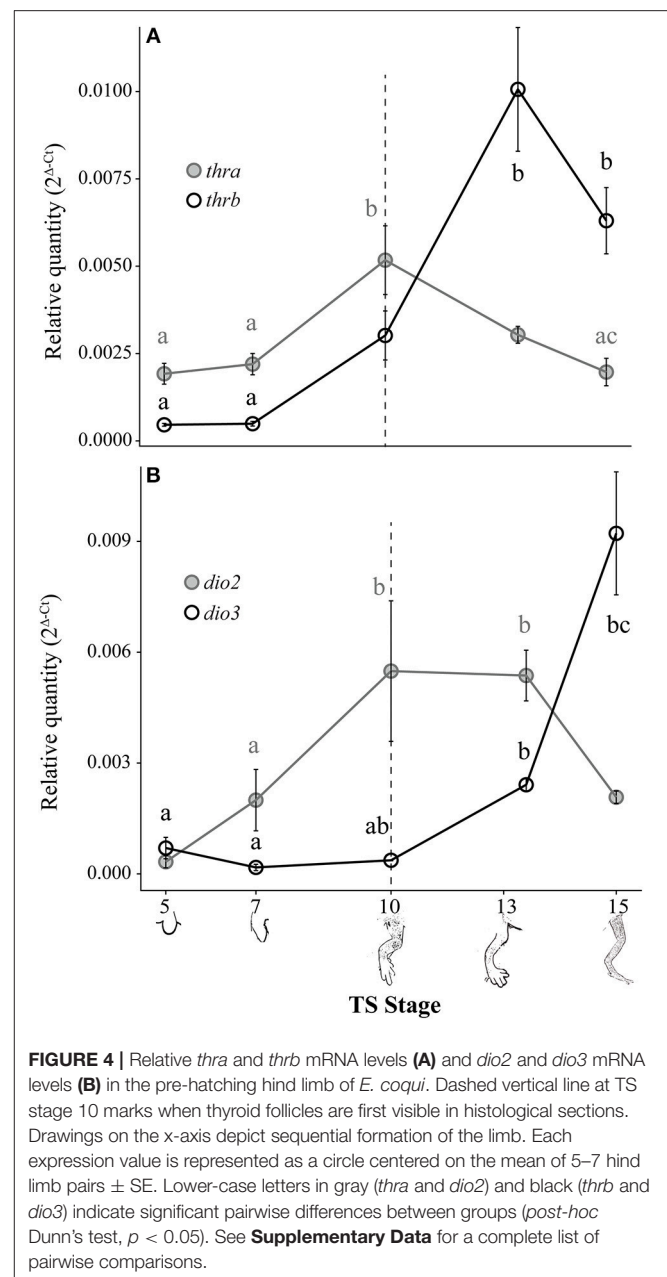 A
0.0100
thra
thrb
b
b
b
0.0075
Relative quantity (2^Δ-Ct)
0.0050
a
a
ac
0.0025
a
a
0.0000
B
0.009
dio2
dio3
b
b
bc
Relative quantity (2^Δ-Ct)
0.006
a
0.003
a
a
ab
b
0.000
5 7 10 13 15
TS Stage
FIGURE 4 | Relative thra and thrb mRNA levels (A) and dio2 and dio3 mRNA
levels (B) in the pre-hatching hind limb of E. coqui. Dashed vertical line at TS
stage 10 marks when thyroid follicles are first visible in histological sections.
Drawings on the x-axis depict sequential formation of the limb. Each
expression value is represented as a circle centered on the mean of 5–7 hind
limb pairs ± SE. Lower-case letters in gray (thra and dio2) and black (thrb and
dio3) indicate significant pairwise differences between groups (post-hoc
Dunn's test, p < 0.05). See Supplementary Data for a complete list of
pairwise comparisons.